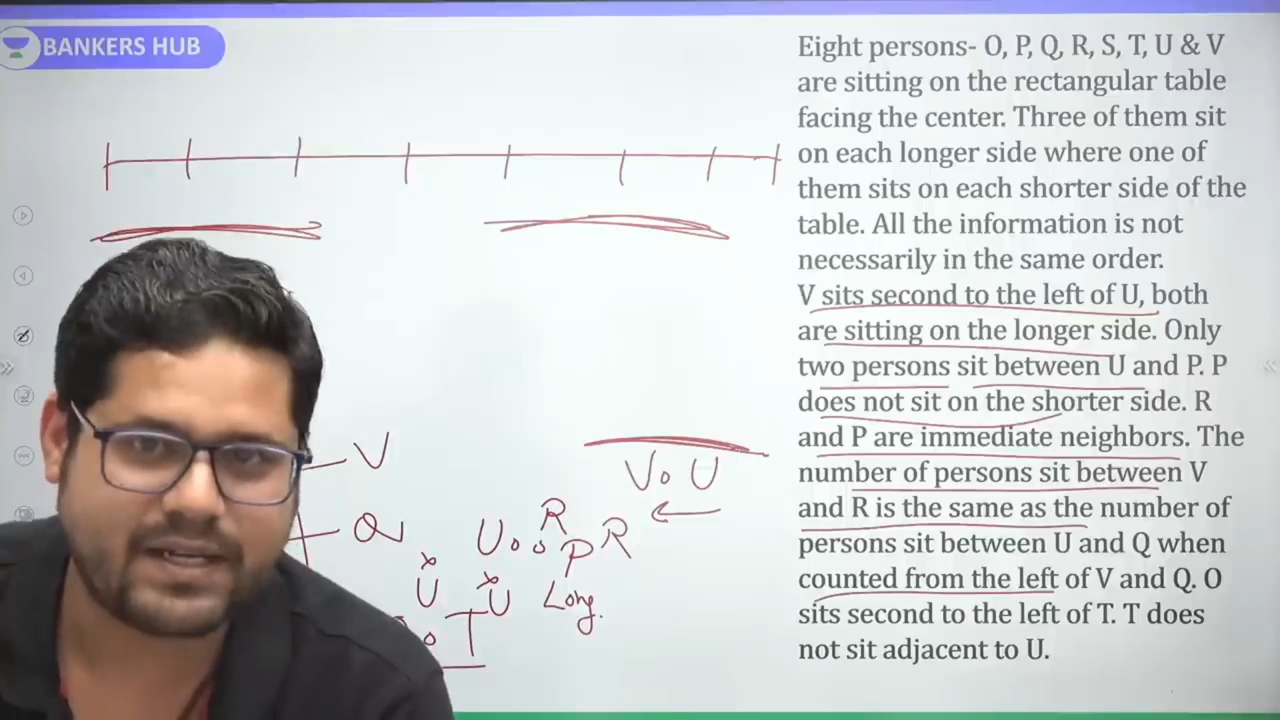 BANKERS HUB
Eight persons- O, P, Q, R, S, T, U & V
are sitting on the rectangular table
facing the center. Three of them sit
on each longer side where one of
them sits on each shorter side of the
table. All the information is not
necessarily in the same order.
V sits second to the left of U, both
are sitting on the longer side. Only
two persons sit between U and P. P
does not sit on the shorter side. R
and P are immediate neighbors. The
number of persons sit between V
and R is the same as the number of
persons sit between U and Q when
counted from the left of V and Q. O
sits second to the left of T. T does
not sit adjacent to U.
V
V o U
Q
R
U o o P R
x x
U U Long.
o T